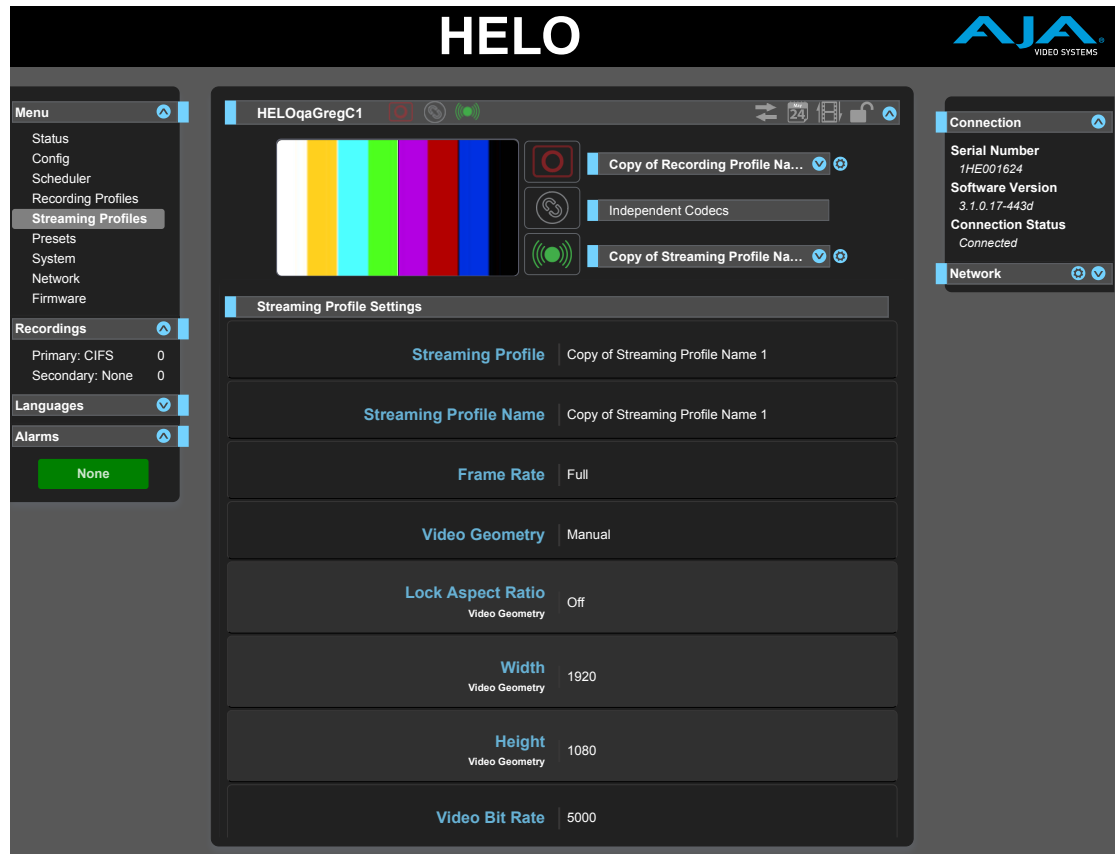 HELO
AJA
VIDEO SYSTEMS
Menu
Status
Config
Scheduler
Recording Profiles
Streaming Profiles
Presets
System
Network
Firmware
Recordings
Primary: CIFS 0
Secondary: None 0
Languages
Alarms
None
HELOqaGregC1
24
Copy of Recording Profile Na...
Independent Codecs
Copy of Streaming Profile Na...
Streaming Profile Settings
Streaming Profile Copy of Streaming Profile Name 1
Streaming Profile Name Copy of Streaming Profile Name 1
Frame Rate Full
Video Geometry Manual
Lock Aspect Ratio
Video Geometry
Off
Width
Video Geometry
1920
Height
Video Geometry
1080
Video Bit Rate 5000
Connection
Serial Number
1HE001624
Software Version
3.1.0.17-443d
Connection Status
Connected
Network